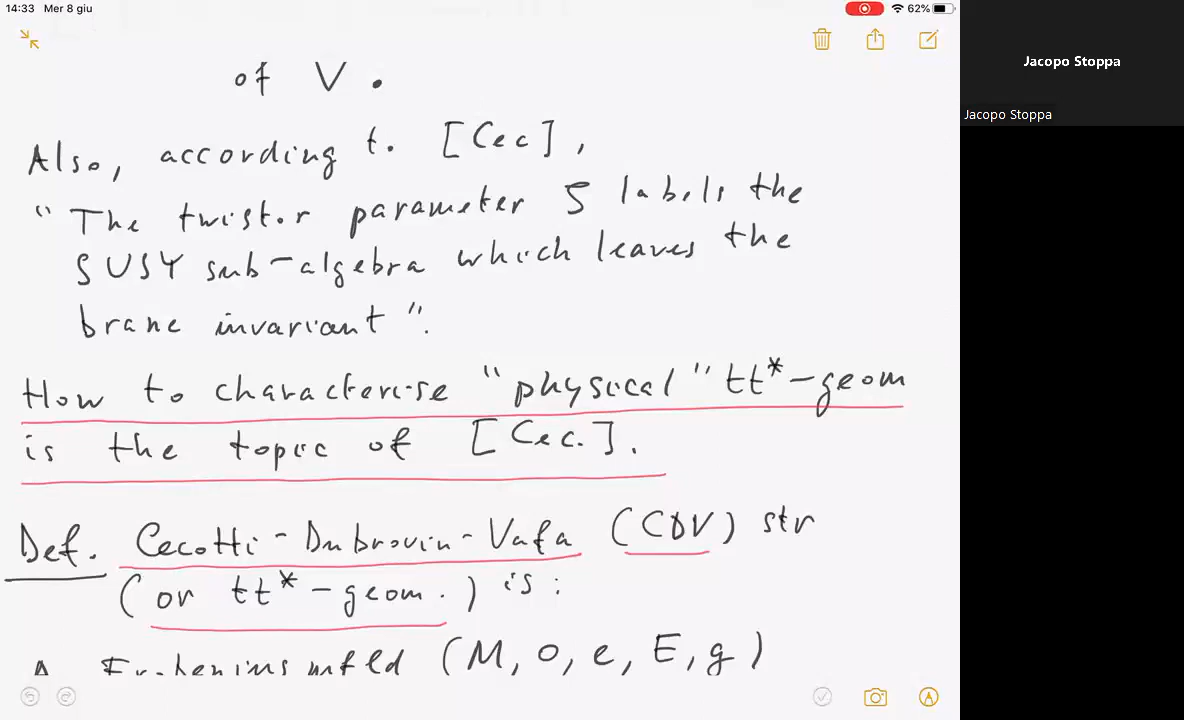 14:33 Mer 8 giu
62%
of V.
Also, according t. [Cec],
"The twistor parameter ζ labels the
SUSY sub-algebra which leaves the
brane invariant".
How to characterise "physical" tt*-geom
is the topic of [Cec.].
Def. Cecotti-Dubrovin-Vafa (CDV) str
(or tt*-geom.) is:
A Frobenius mfld (M, o, e, E, g)
Jacopo Stoppa
Jacopo Stoppa